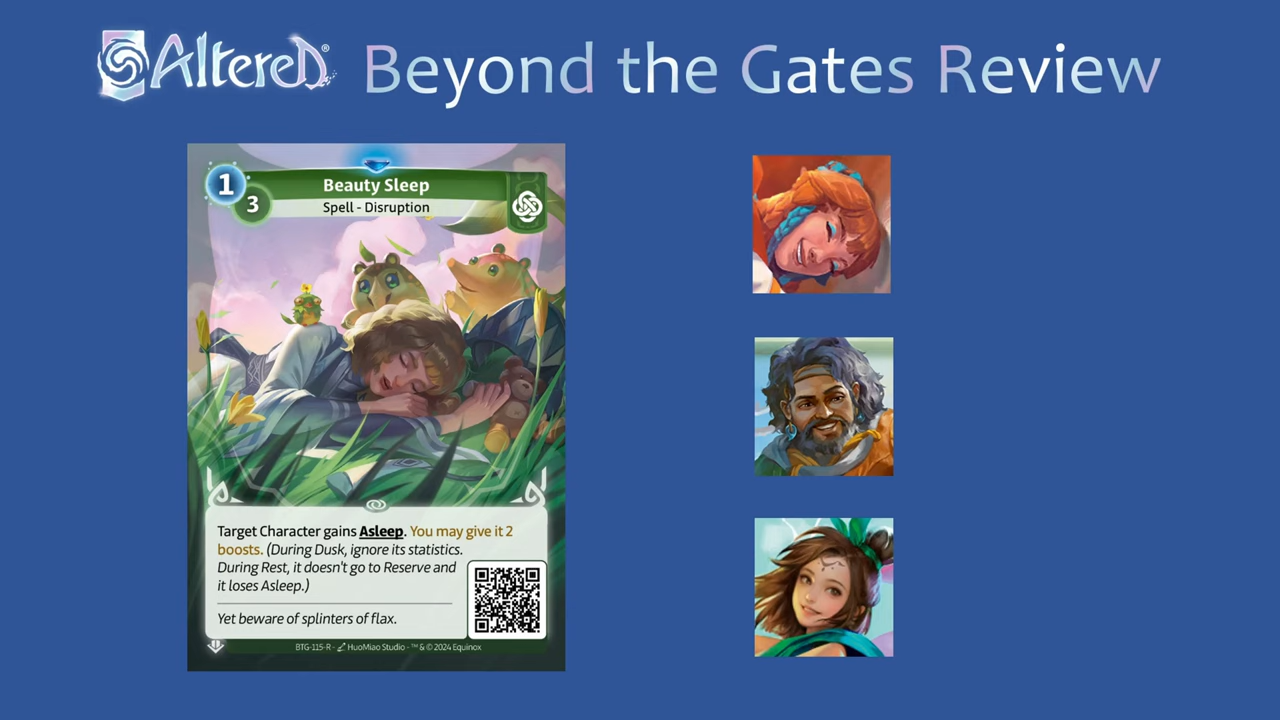 AltereD® Beyond the Gates Review
1
3
Beauty Sleep
Spell - Disruption
Target Character gains Asleep. You may give it 2
boosts. (During Dusk, ignore its statistics.
During Rest, it doesn't go to Reserve and
it loses Asleep.)
Yet beware of splinters of flax.
BTG-115-R - HuoMiao Studio - ™ & © 2024 Equinox